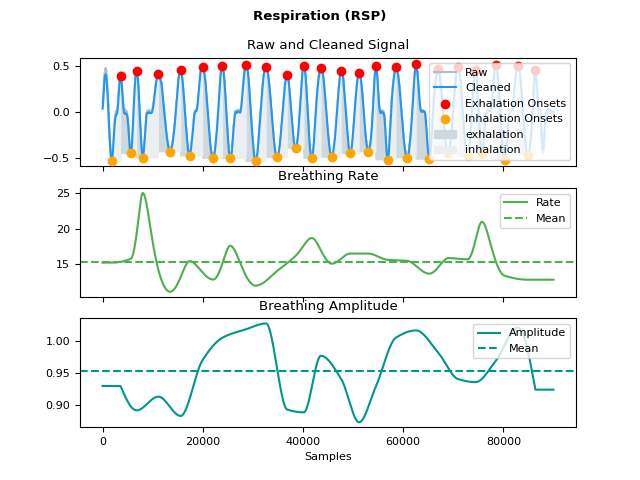 Respiration (RSP)
Raw and Cleaned Signal
0.5
0.0
−0.5
Raw
Cleaned
Exhalation Onsets
Inhalation Onsets
exhalation
inhalation
Breathing Rate
25
20
15
Rate
Mean
Breathing Amplitude
1.00
0.95
0.90
Amplitude
Mean
0 20000 40000 60000 80000
Samples